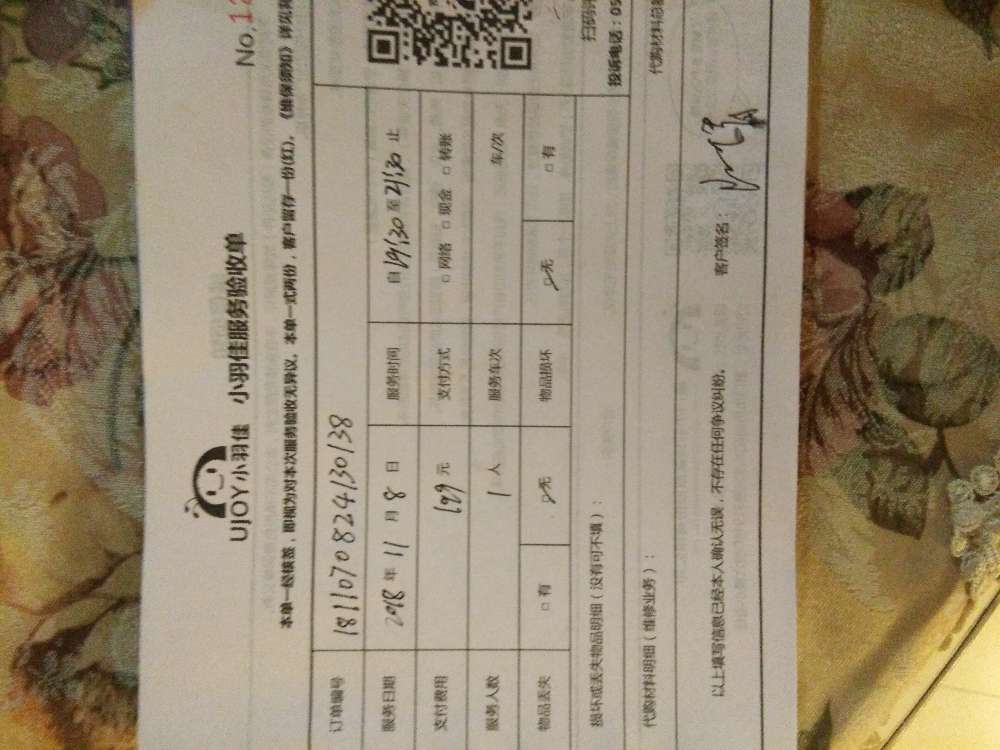 No.12
UJOY小羽佳 小羽佳服务验收单
本单一经核签，即视为对本次服务验收无异议。本单一式两份，客户留存一份(红)。《维保须知》详见
订单编号 1811070824130138
服务日期 2018 年 11 月 8 日 服务时间 自 19:30 至 21:30 止
支付费用 199 元 支付方式 □ 网络 □ 现金 □ 转账
服务人数 1 人 服务车次 车/次
物品丢失 □ 有 □ 无 物品损坏 □ 无 □ 有
损坏或丢失物品明细（没有可不填）： 扫码
投诉电话：05
代购材料明细（维修业务）： 代购材料总
以上填写信息已经本人确认无误，不存在任何争议纠纷。 客户签名：